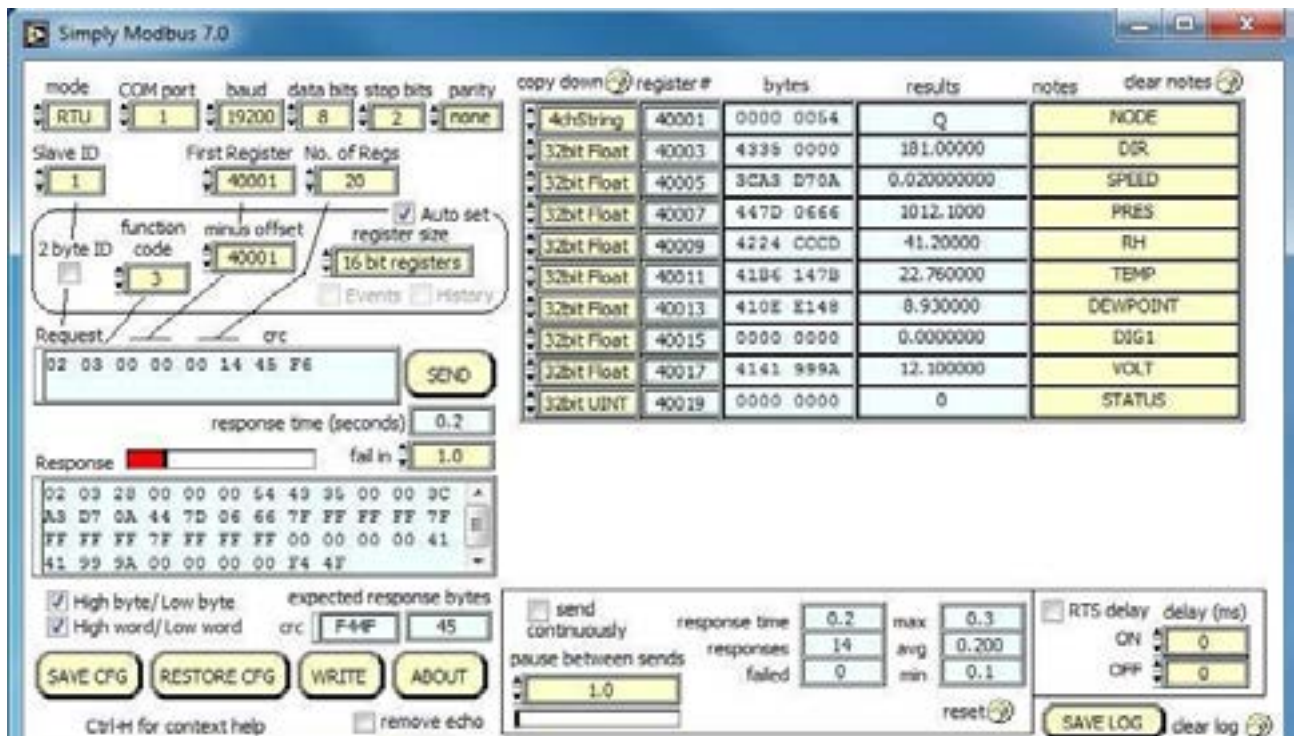 Simply Modbus 7.0
mode COM port baud data bits stop bits parity
RTU 1 19200 8 2 none
Slave ID First Register No. of Regs
1 40001 20
Auto set
2 byte ID function code minus offset register size
3 40001 16 bit registers
Events History
Request crc
02 03 00 00 00 14 45 F6
SEND
response time (seconds) 0.2
fail in 1.0
Response
02 03 28 00 00 00 54 43 35 00 00 3C
A3 D7 0A 44 7D 06 66 7F FF FF FF 7F
FF FF FF 7F FF FF FF 00 00 00 00 41
41 99 9A 00 00 00 00 F4 4F
High byte/Low byte expected response bytes
High word/Low word crc F44F 45
SAVE CFG RESTORE CFG WRITE ABOUT
Ctrl-H for context help remove echo
copy down register # bytes results notes clear notes
4chString 40001 0000 0054 Q NODE
32bit Float 40003 4335 0000 181.00000 DIR
32bit Float 40005 3CA3 D70A 0.020000000 SPEED
32bit Float 40007 447D 0666 1012.1000 PRES
32bit Float 40009 4224 CCCD 41.20000 RH
32bit Float 40011 41B6 147B 22.760000 TEMP
32bit Float 40013 410E E148 8.930000 DEWPOINT
32bit Float 40015 0000 0000 0.0000000 DIG1
32bit Float 40017 4141 999A 12.100000 VOLT
32bit UINT 40019 0000 0000 0 STATUS
send continuously
pause between sends
1.0
response time 0.2 max 0.3
responses 14 avg 0.200
failed 0 min 0.1
reset
RTS delay delay (ms)
ON 0
OFF 0
SAVE LOG clear log